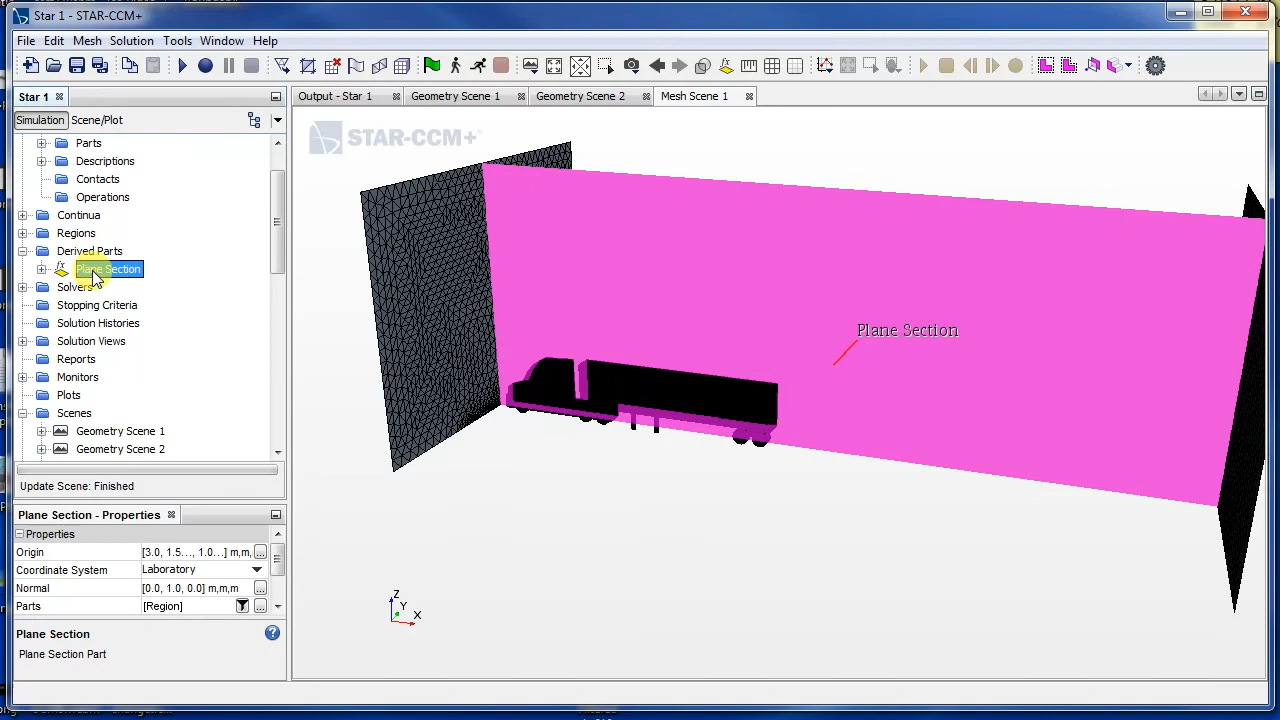 Star 1 - STAR-CCM+
File Edit Mesh Solution Tools Window Help
Star 1
Output - Star 1 Geometry Scene 1 Geometry Scene 2 Mesh Scene 1
Simulation Scene/Plot
STAR-CCM+
Parts
Descriptions
Contacts
Operations
Continua
Regions
Derived Parts
Plane Section
Solvers
Stopping Criteria
Solution Histories
Solution Views
Reports
Monitors
Plots
Scenes
Geometry Scene 1
Geometry Scene 2
Plane Section
Update Scene: Finished
Plane Section - Properties
Properties
Origin [3.0, 1.5..., 1.0...] m,m,
Coordinate System Laboratory
Normal [0.0, 1.0, 0.0] m,m,m
Parts [Region]
Plane Section
Plane Section Part
Z
Y
X